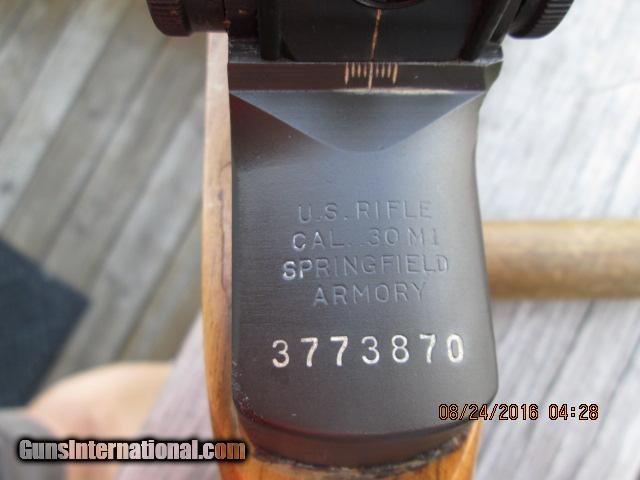 U.S. RIFLE
CAL. .30 M1
SPRINGFIELD
ARMORY
3773870
08/24/2016 04:28
GunsInternational.com